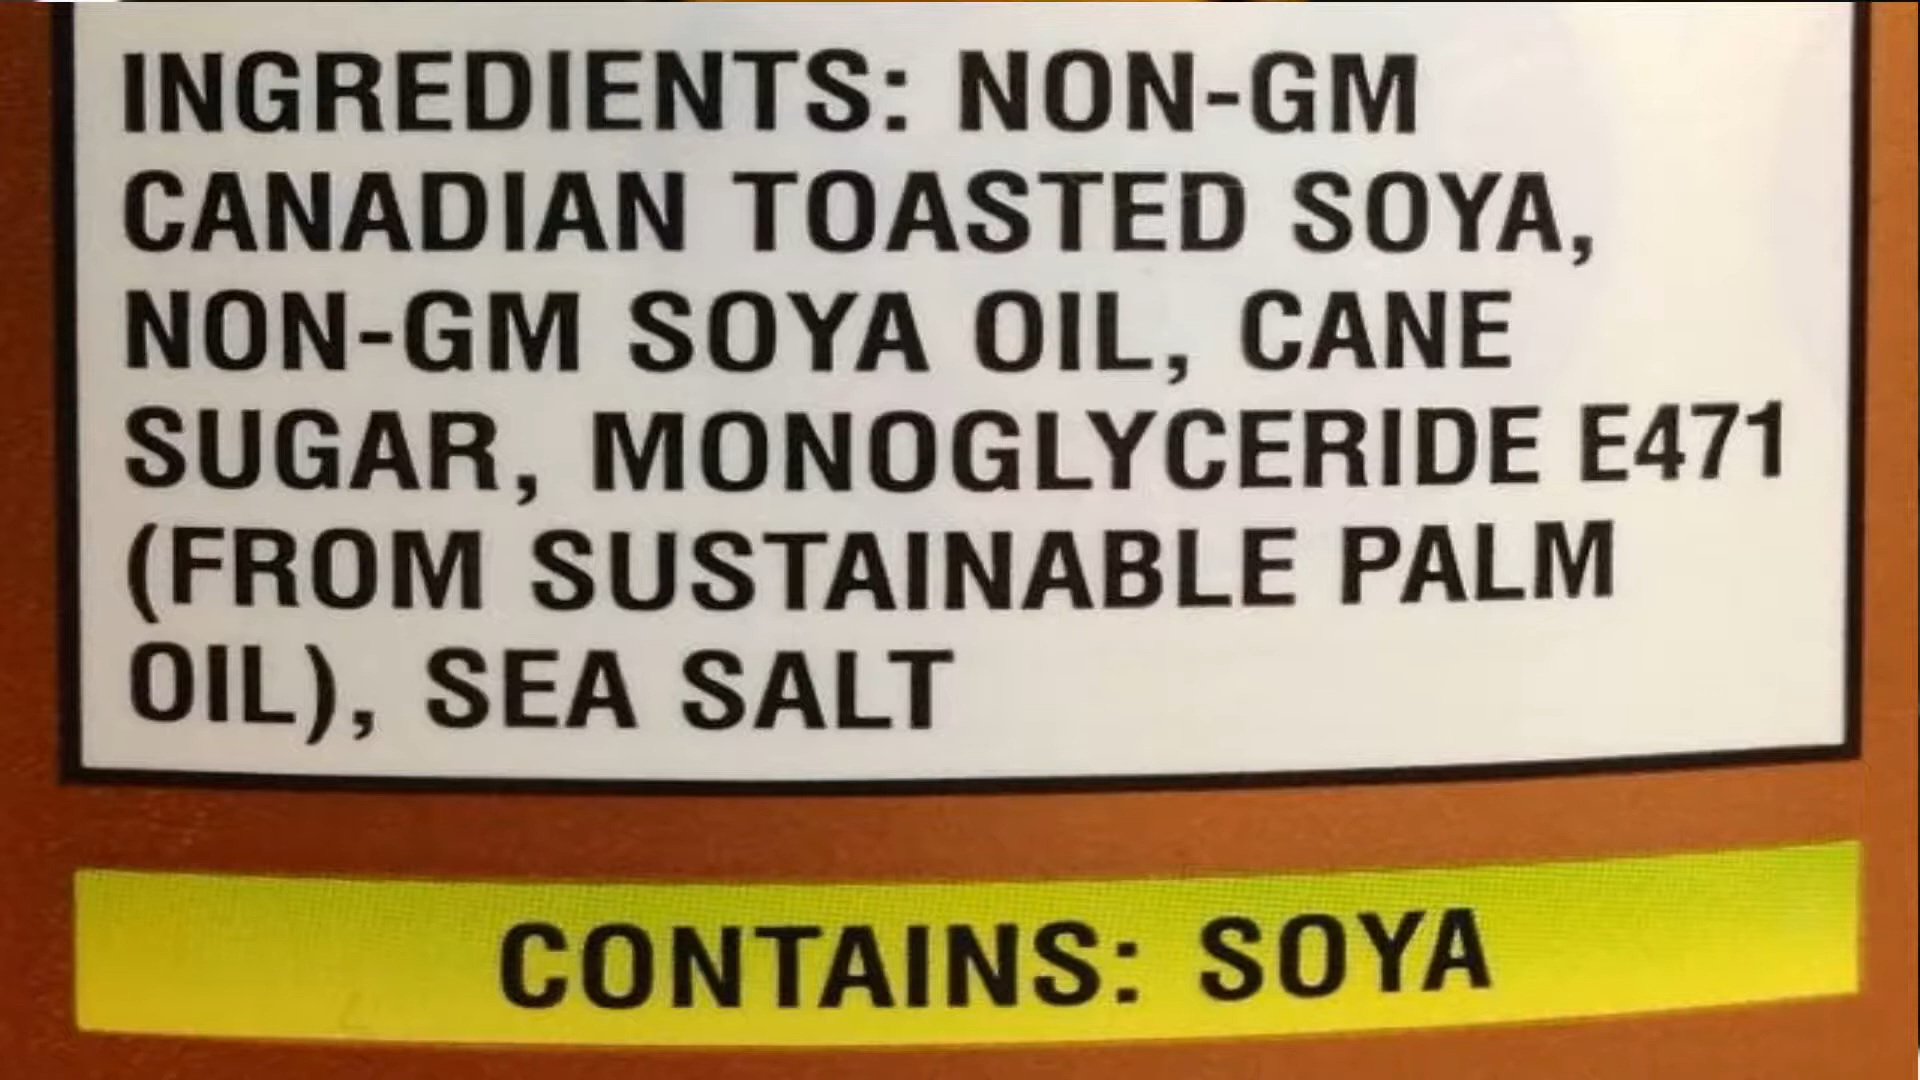 INGREDIENTS: NON-GM
CANADIAN TOASTED SOYA,
NON-GM SOYA OIL, CANE
SUGAR, MONOGLYCERIDE E471
(FROM SUSTAINABLE PALM
OIL), SEA SALT
CONTAINS: SOYA